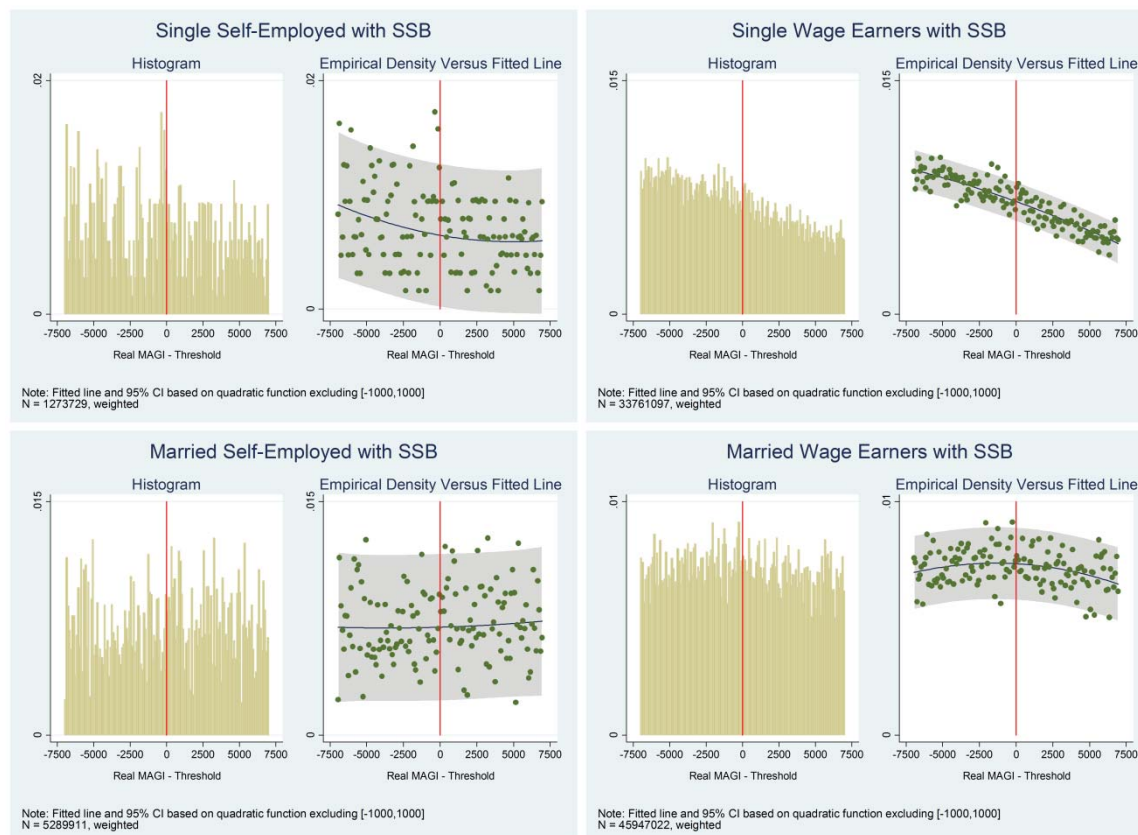 Single Self-Employed with SSB
Histogram
Empirical Density Versus Fitted Line
.02
0
-7500 -5000 -2500 0 2500 5000 7500
Real MAGI - Threshold
.02
0
-7500 -5000 -2500 0 2500 5000 7500
Real MAGI - Threshold
Note: Fitted line and 95% CI based on quadratic function excluding [-1000,1000]
N = 1273729, weighted
Single Wage Earners with SSB
Histogram
Empirical Density Versus Fitted Line
.015
0
-7500 -5000 -2500 0 2500 5000 7500
Real MAGI - Threshold
.015
0
-7500 -5000 -2500 0 2500 5000 7500
Real MAGI - Threshold
Note: Fitted line and 95% CI based on quadratic function excluding [-1000,1000]
N = 33761097, weighted
Married Self-Employed with SSB
Histogram
Empirical Density Versus Fitted Line
.015
0
-7500 -5000 -2500 0 2500 5000 7500
Real MAGI - Threshold
.015
0
-7500 -5000 -2500 0 2500 5000 7500
Real MAGI - Threshold
Note: Fitted line and 95% CI based on quadratic function excluding [-1000,1000]
N = 5289911, weighted
Married Wage Earners with SSB
Histogram
Empirical Density Versus Fitted Line
.01
0
-7500 -5000 -2500 0 2500 5000 7500
Real MAGI - Threshold
.01
0
-7500 -5000 -2500 0 2500 5000 7500
Real MAGI - Threshold
Note: Fitted line and 95% CI based on quadratic function excluding [-1000,1000]
N = 45947022, weighted